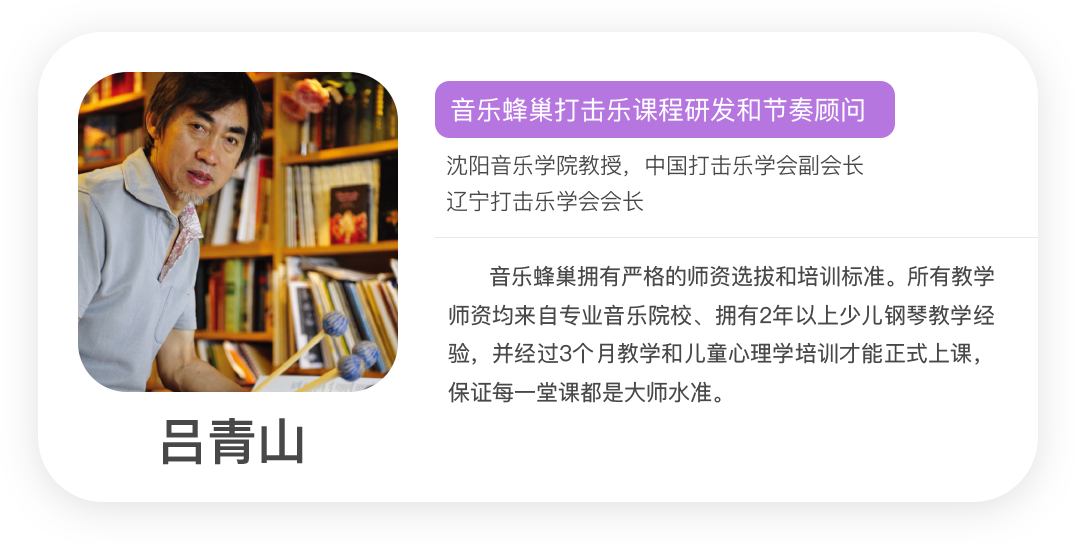 音乐蜂巢打击乐课程研发和节奏顾问
沈阳音乐学院教授，中国打击乐学会副会长
辽宁打击乐学会会长
音乐蜂巢拥有严格的师资选拔和培训标准。所有教学
师资均来自专业音乐院校、拥有2年以上少儿钢琴教学经
验，并经过3个月教学和儿童心理学培训才能正式上课，
保证每一堂课都是大师水准。
吕青山